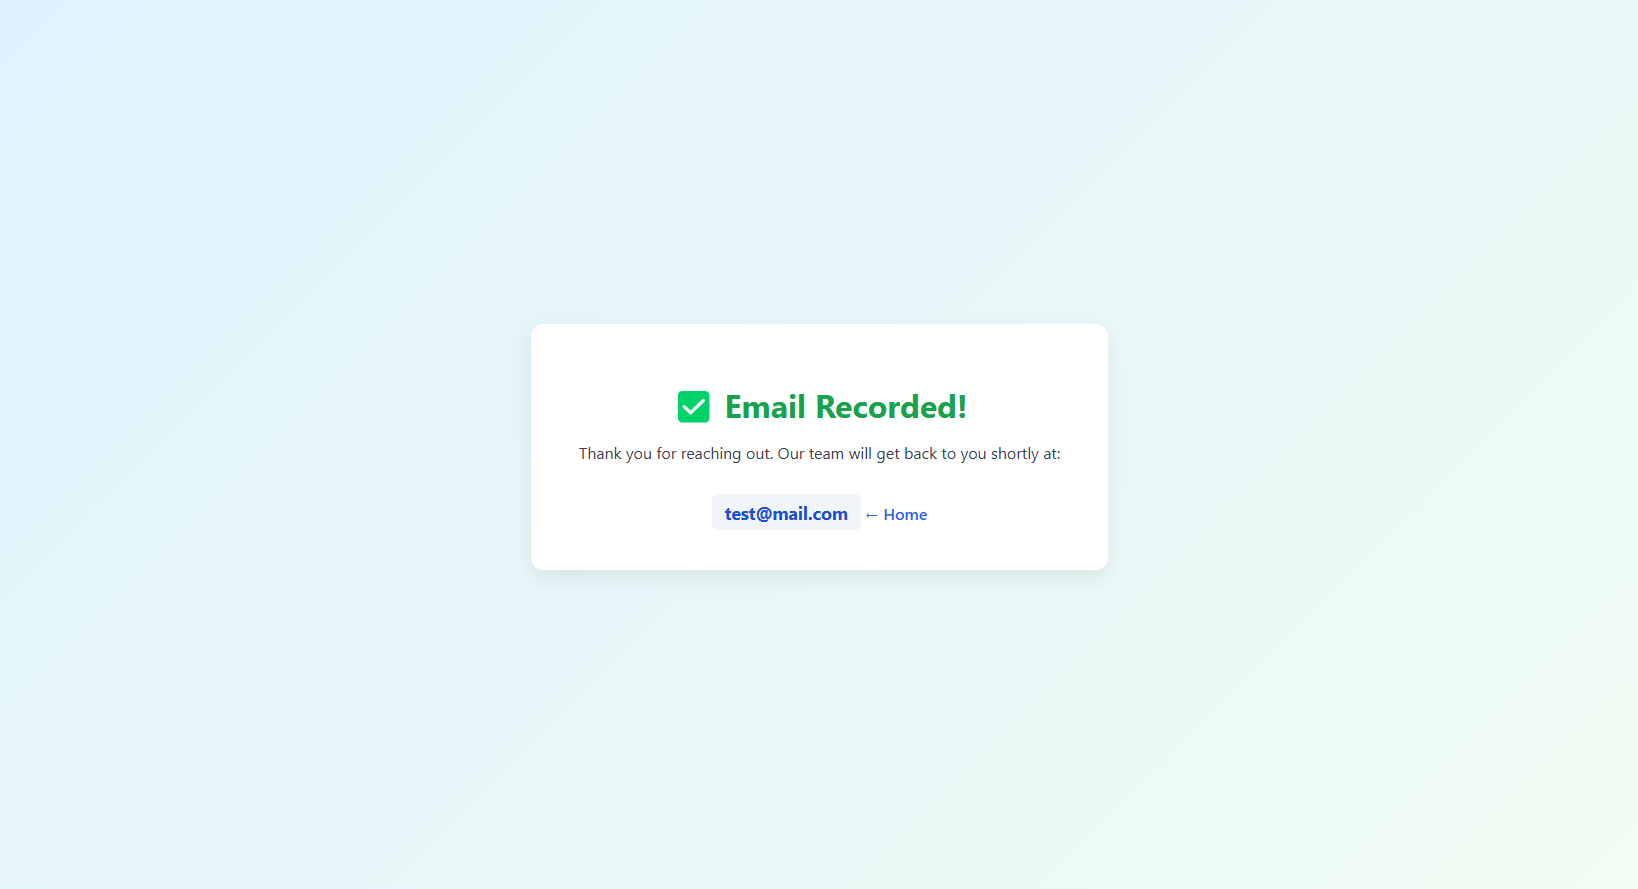 ✅ Email Recorded!
Thank you for reaching out. Our team will get back to you shortly at:
test@mail.com ← Home